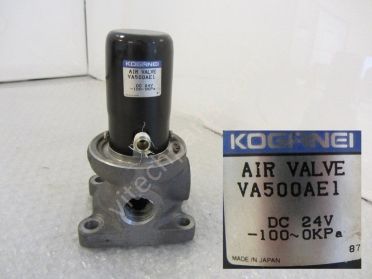 KOGANEI
AIR VALVE
VA500AE1
DC 24V
-100~0KPa
KOGANEI
AIR VALVE
VA500AE1
DC 24V
-100~0KPa
87
MADE IN JAPAN